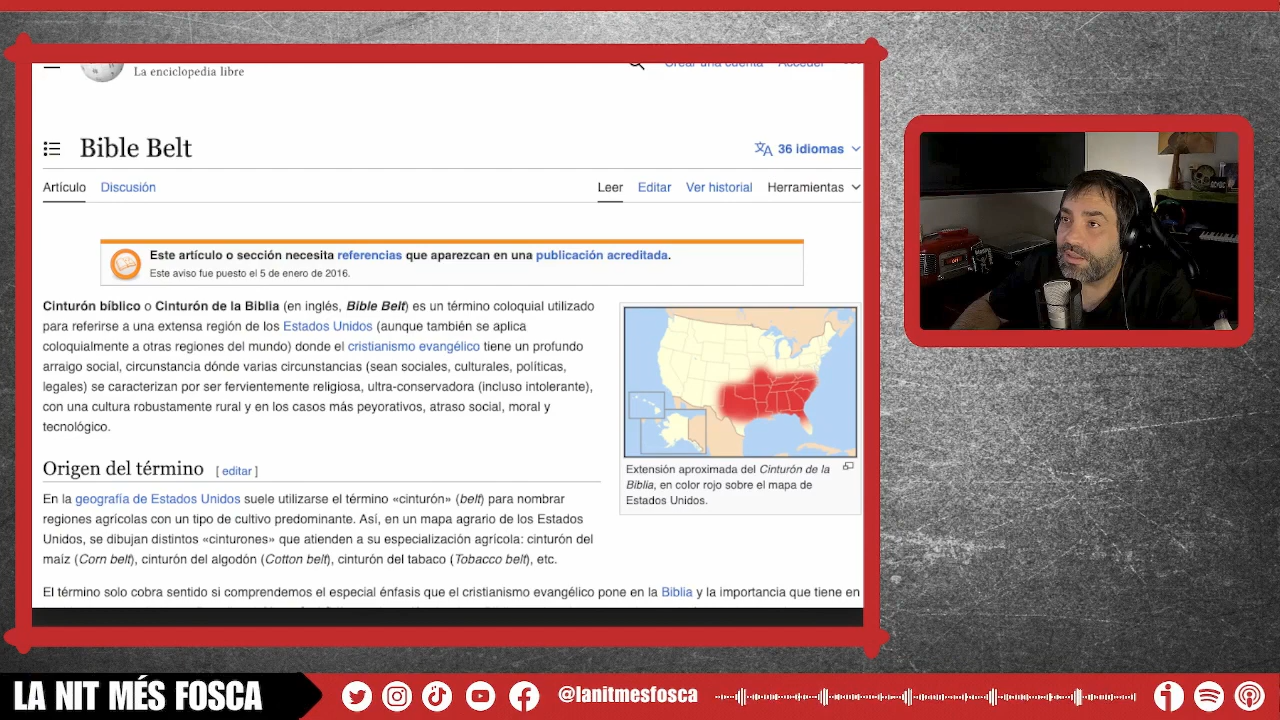 La enciclopedia libre
Crear una cuenta Acceder
Bible Belt
36 idiomas
Artículo Discusión Leer Editar Ver historial Herramientas
Este artículo o sección necesita referencias que aparezcan en una publicación acreditada.
Este aviso fue puesto el 5 de enero de 2016.
Cinturón bíblico o Cinturón de la Biblia (en inglés, Bible Belt) es un término coloquial utilizado
para referirse a una extensa región de los Estados Unidos (aunque también se aplica
coloquialmente a otras regiones del mundo) donde el cristianismo evangélico tiene un profundo
arraigo social, circunstancia dónde varias circunstancias (sean sociales, culturales, políticas,
legales) se caracterizan por ser fervientemente religiosa, ultra-conservadora (incluso intolerante),
con una cultura robustamente rural y en los casos más peyorativos, atraso social, moral y
tecnológico.
Extensión aproximada del Cinturón de la
Biblia, en color rojo sobre el mapa de
Estados Unidos.
Origen del término [ editar ]
En la geografía de Estados Unidos suele utilizarse el término «cinturón» (belt) para nombrar
regiones agrícolas con un tipo de cultivo predominante. Así, en un mapa agrario de los Estados
Unidos, se dibujan distintos «cinturones» que atienden a su especialización agrícola: cinturón del
maíz (Corn belt), cinturón del algodón (Cotton belt), cinturón del tabaco (Tobacco belt), etc.
El término solo cobra sentido si comprendemos el especial énfasis que el cristianismo evangélico pone en la Biblia y la importancia que tiene en
LA NIT MÉS FOSCA
@lanitmesfosca